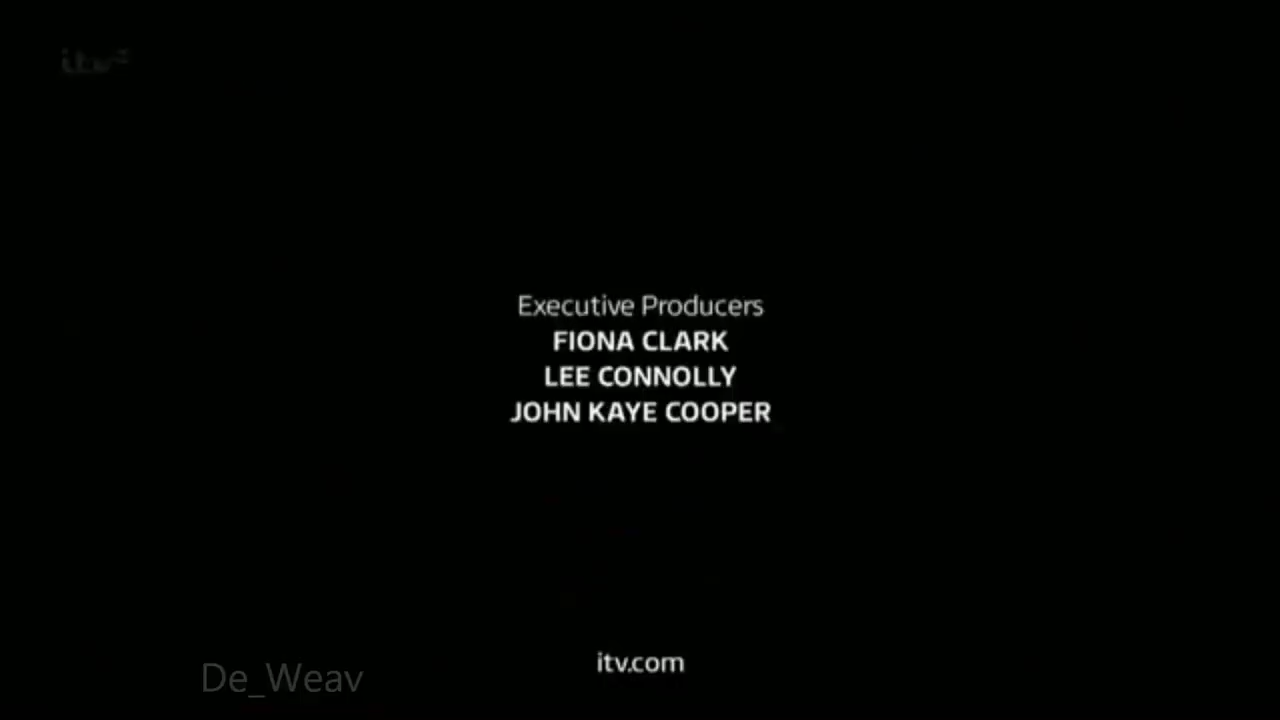 Executive Producers
FIONA CLARK
LEE CONNOLLY
JOHN KAYE COOPER
itv.com
De_Weav